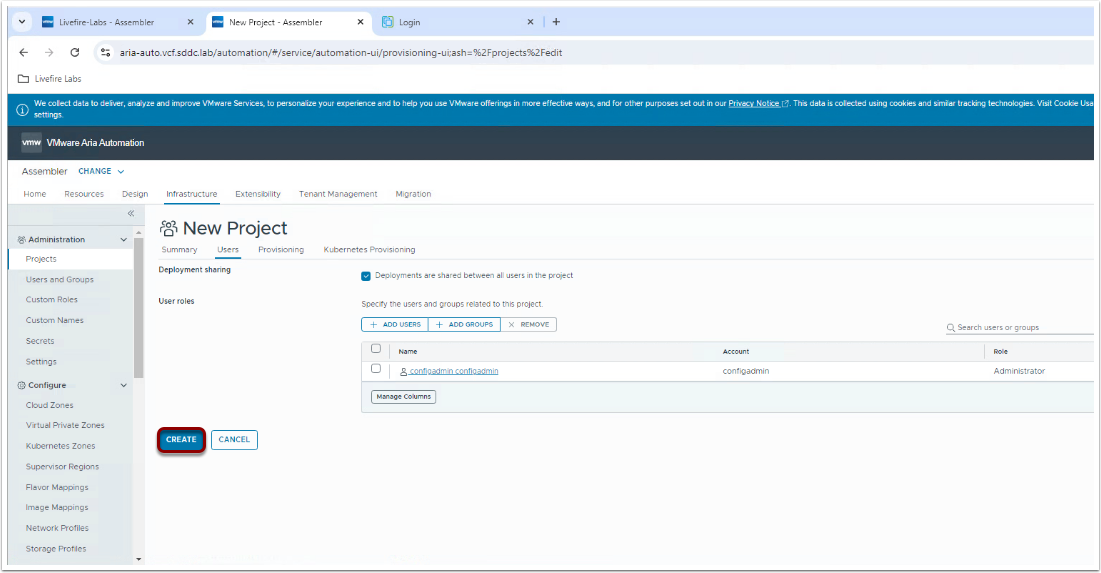 Livefire-Labs - Assembler
New Project - Assembler
Login
aria-auto.vcf.sddc.lab/automation/#/service/automation-ui/provisioning-ui;ash=%2Fprojects%2Fedit
Livefire Labs
We collect data to deliver, analyze and improve VMware Services, to personalize your experience and to help you use VMware offerings in more effective ways, and for other purposes set out in our Privacy Notice. This data is collected using cookies and similar tracking technologies. Visit Cookie Usa
settings.
vmw VMware Aria Automation
Assembler CHANGE
Home Resources Design Infrastructure Extensibility Tenant Management Migration
Administration
Projects
Users and Groups
Custom Roles
Custom Names
Secrets
Settings
Configure
Cloud Zones
Virtual Private Zones
Kubernetes Zones
Supervisor Regions
Flavor Mappings
Image Mappings
Network Profiles
Storage Profiles
New Project
Summary Users Provisioning Kubernetes Provisioning
Deployment sharing
Deployments are shared between all users in the project
User roles
Specify the users and groups related to this project.
ADD USERS ADD GROUPS REMOVE
Search users or groups
Name Account Role
configadmin configadmin configadmin Administrator
Manage Columns
CREATE CANCEL